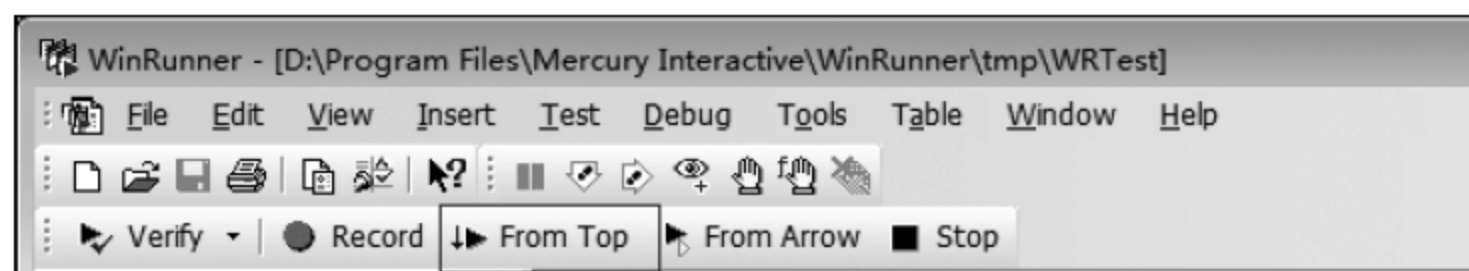 WinRunner - [D:\Program Files\Mercury Interactive\WinRunner\tmp\WRTest]
File Edit View Insert Test Debug Tools Table Window Help
Verify Record From Top From Arrow Stop